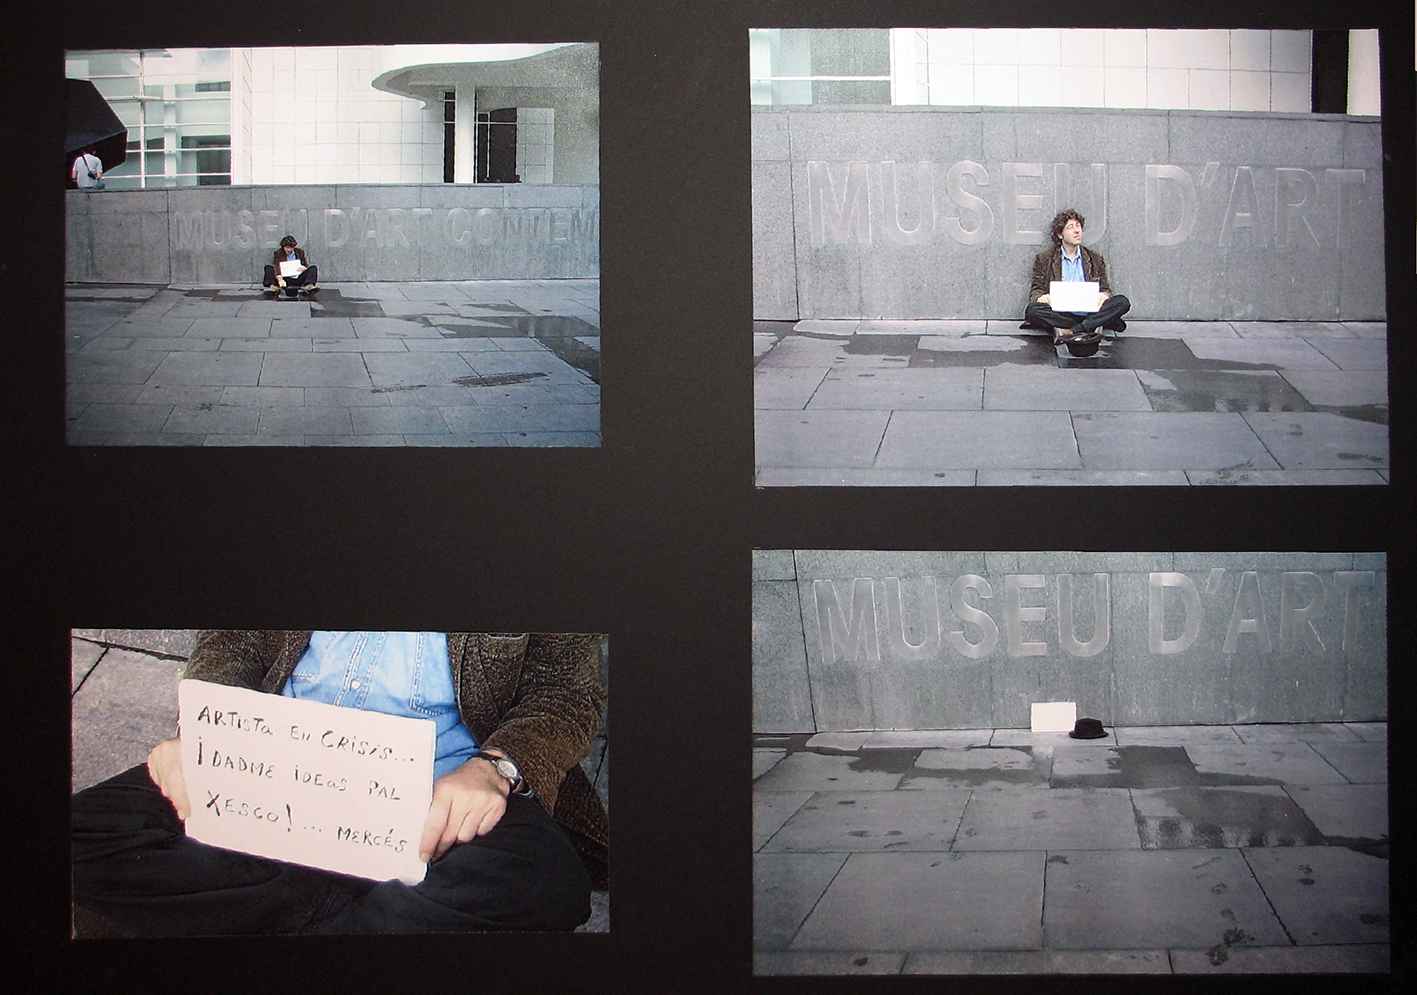 MUSEU D'ART CONTEM
MUSEU D'ART
ARTISTA EN CRISIS...
¡DADME iDEAS PAL
XESCO!... MERCÉS
MUSEU D'ART